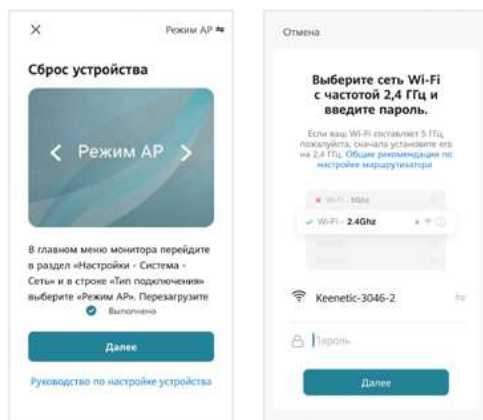 Режим AP
Сброс устройства
Режим AP
В главном меню монитора перейдите
в раздел «Настройки - Система -
Сеть» и в строке «Тип подключения»
выберите «Режим AP». Перезагрузите
Выполнено
Далее
Руководство по настройке устройства
Отмена
Выберите сеть Wi-Fi
с частотой 2,4 ГГц и
введите пароль.
Если ваш Wi-Fi составляет 5 ГГц,
пожалуйста, сначала установите его
на 2,4 ГГц. Общие рекомендации по
настройке маршрутизатора
Wi-Fi - 5Ghz
Wi-Fi - 2.4Ghz
Keenetic-3046-2
Пароль
Далее